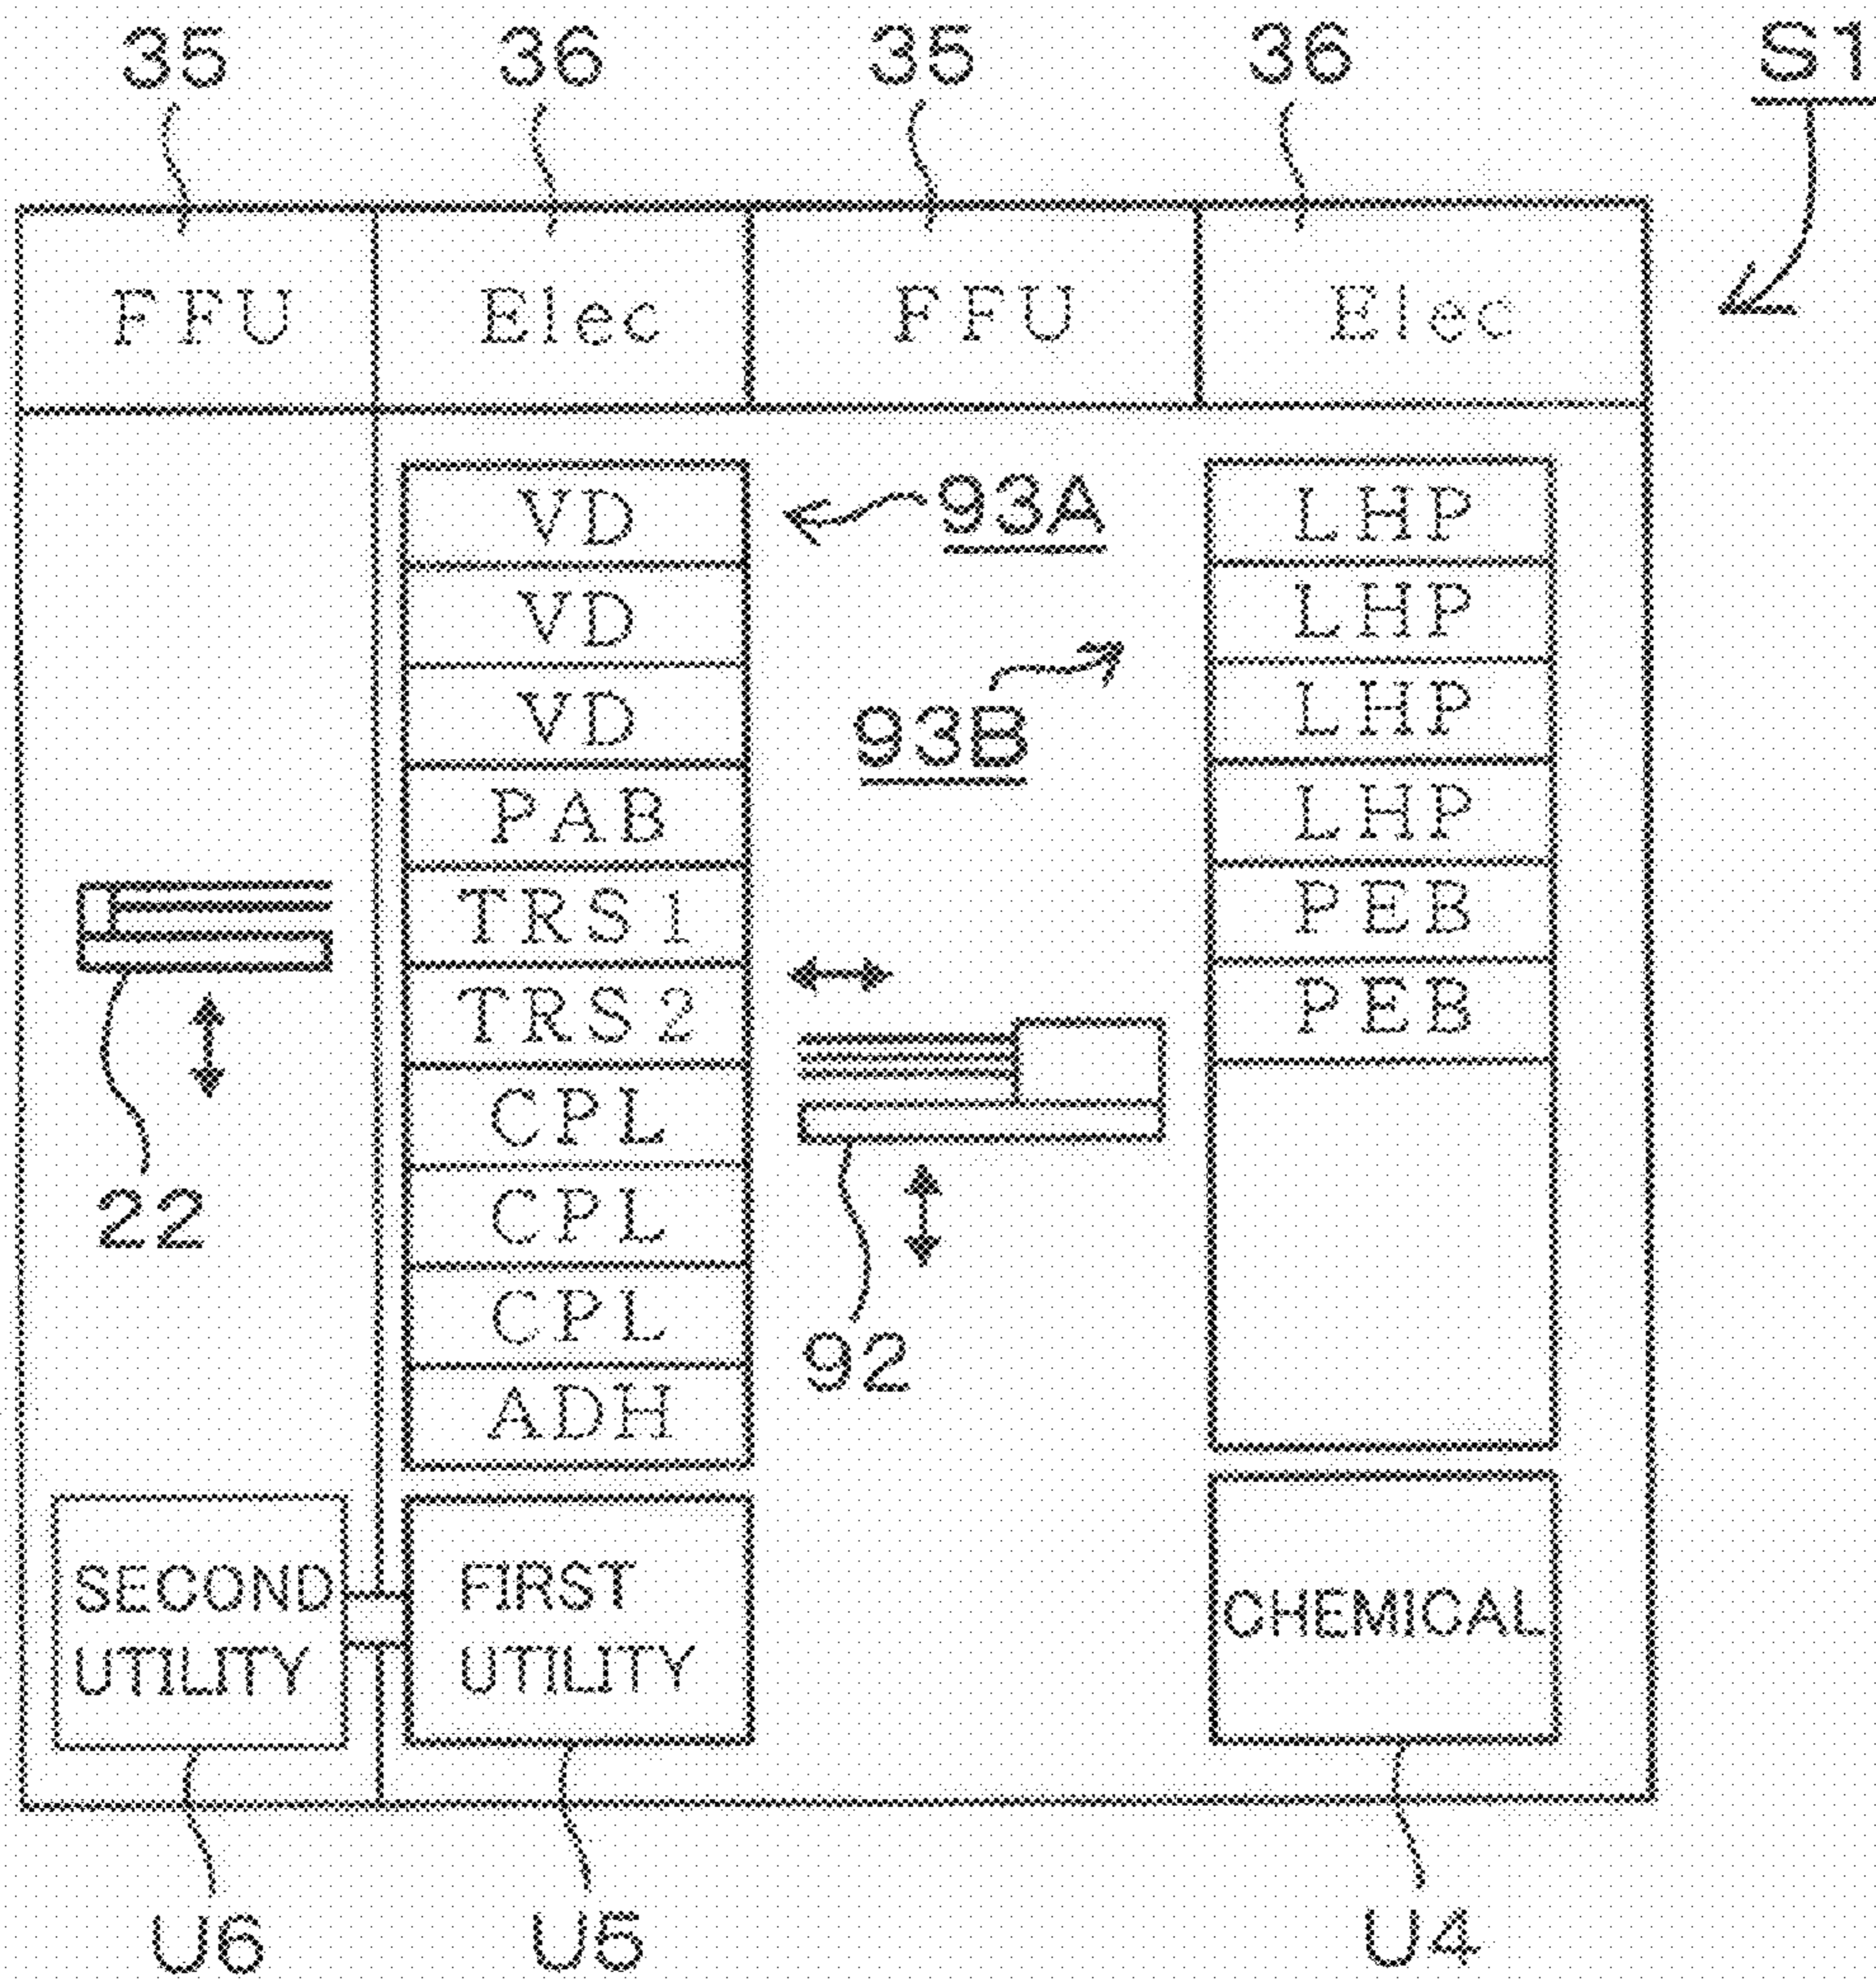 35 36 35 36 S1
FFU Elec FFU Elec
VD 93A LHP
VD LHP
93B
VD LHP
PAB LHP
TRS1 PEB
TRS2 PEB
CPL
22 CPL
CPL 92
ADH
SECOND UTILITY
FIRST UTILITY
CHEMICAL
U6 U5 U4